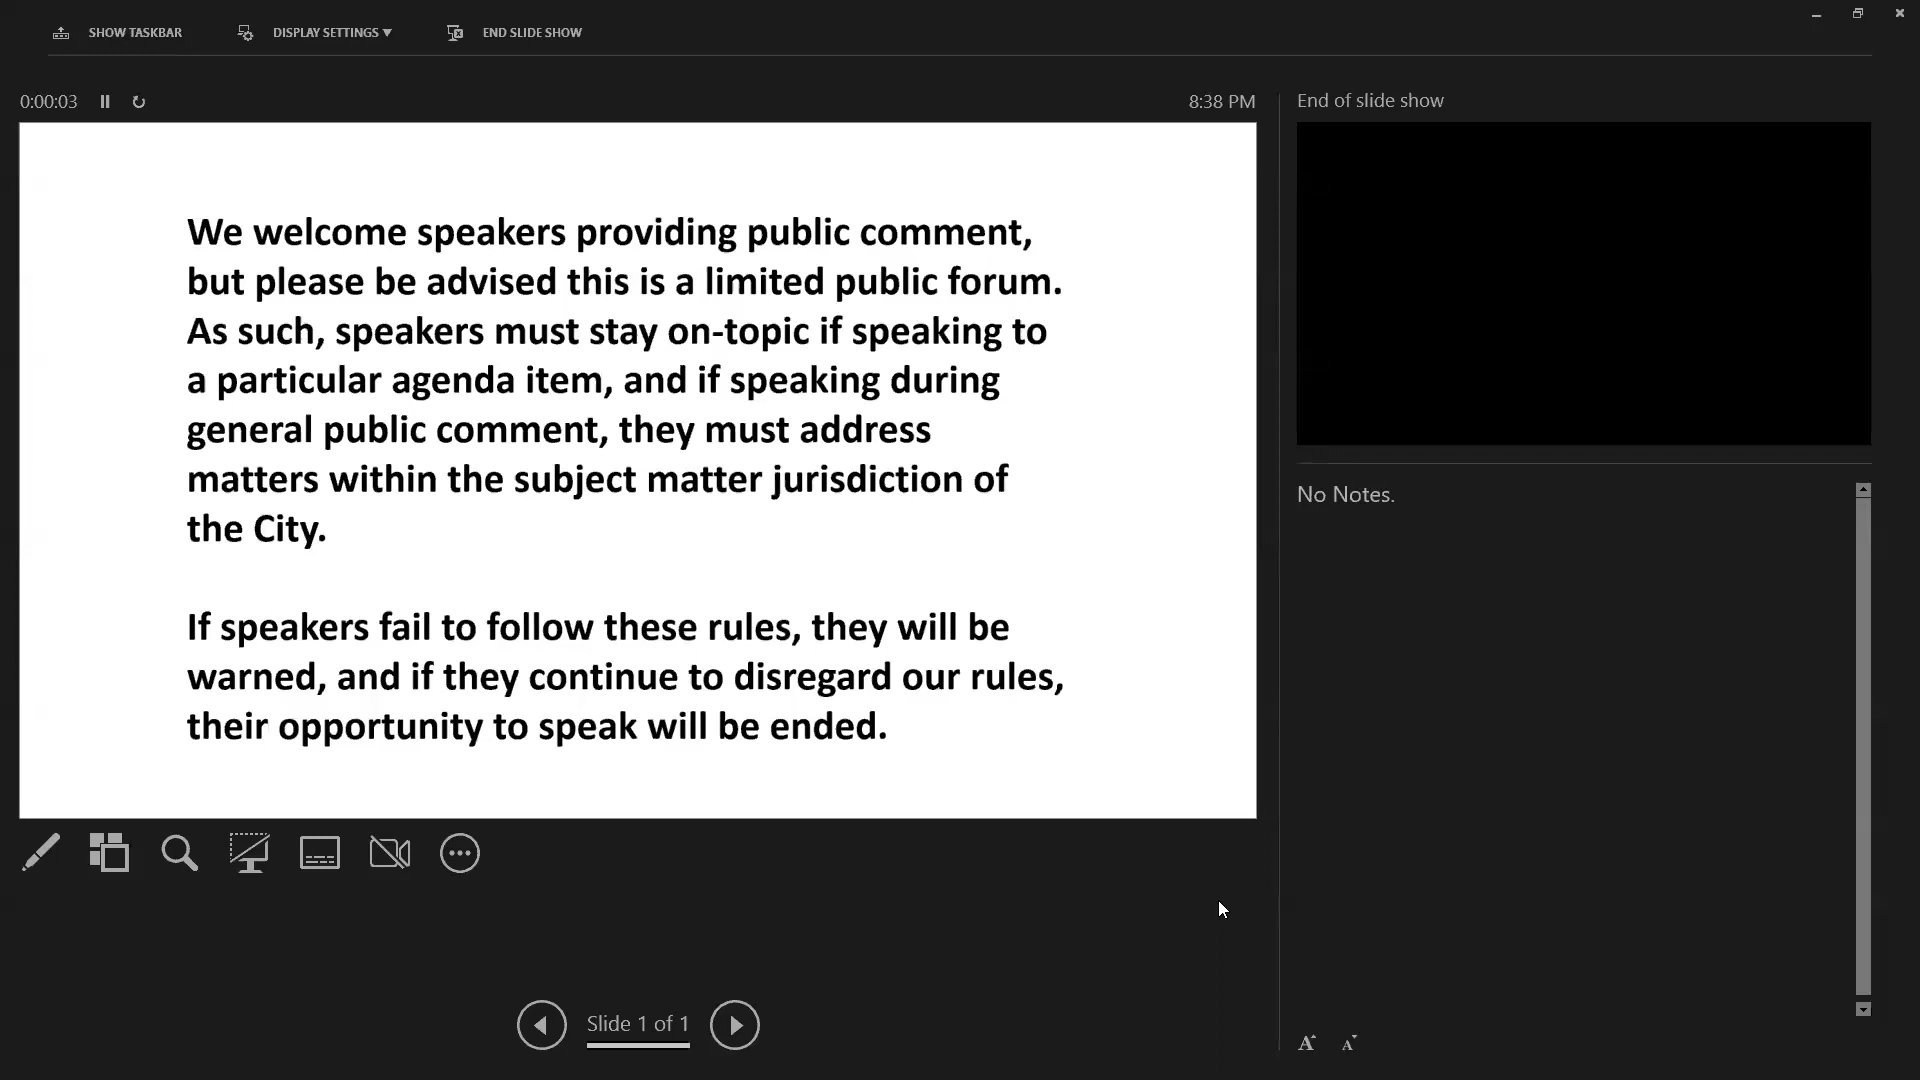 SHOW TASKBAR
DISPLAY SETTINGS ▼
END SLIDE SHOW
0:00:03
8:38 PM
End of slide show
We welcome speakers providing public comment,
but please be advised this is a limited public forum.
As such, speakers must stay on-topic if speaking to
a particular agenda item, and if speaking during
general public comment, they must address
matters within the subject matter jurisdiction of
the City.
If speakers fail to follow these rules, they will be
warned, and if they continue to disregard our rules,
their opportunity to speak will be ended.
No Notes.
Slide 1 of 1
A A